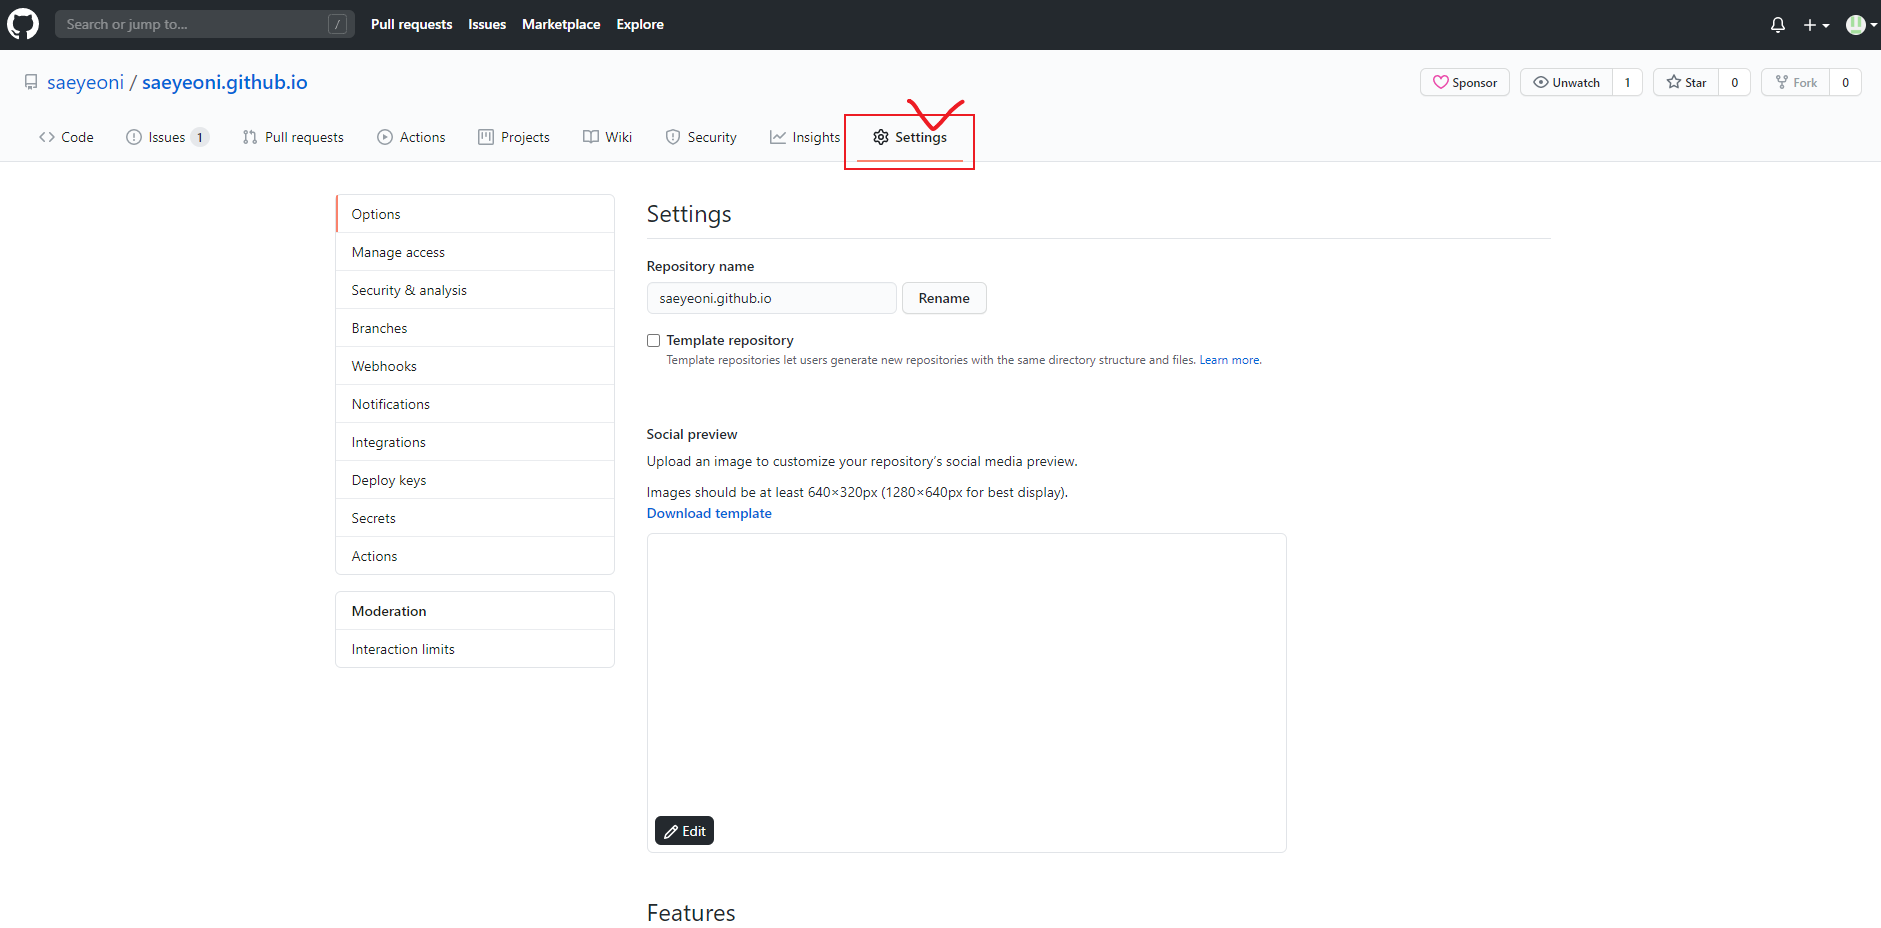 Search or jump to... / Pull requests Issues Marketplace Explore
saeyeoni / saeyeoni.github.io Sponsor Unwatch 1 Star 0 Fork 0
Code Issues 1 Pull requests Actions Projects Wiki Security Insights Settings
Options
Manage access
Security & analysis
Branches
Webhooks
Notifications
Integrations
Deploy keys
Secrets
Actions
Moderation
Interaction limits
Settings
Repository name
saeyeoni.github.io Rename
Template repository
Template repositories let users generate new repositories with the same directory structure and files. Learn more.
Social preview
Upload an image to customize your repository’s social media preview.
Images should be at least 640×320px (1280×640px for best display).
Download template
Edit
Features